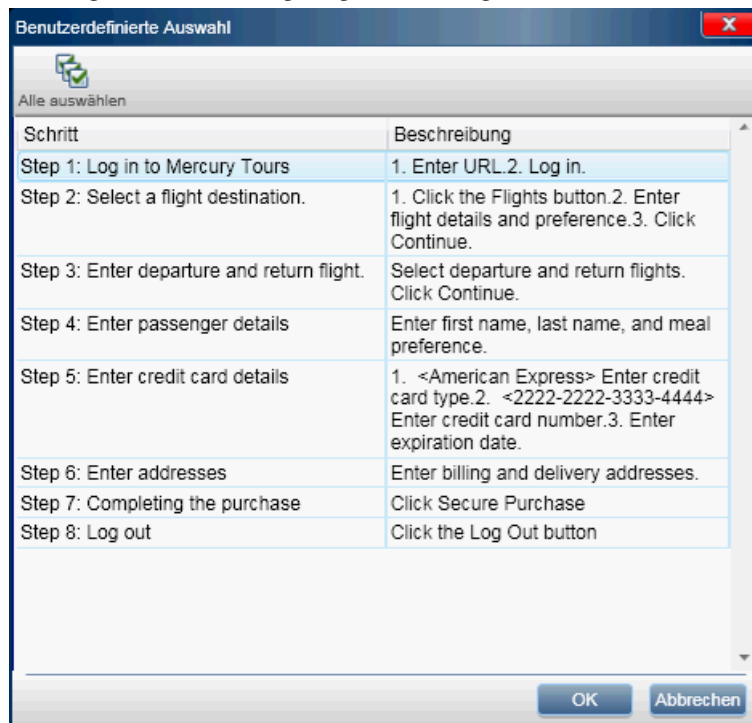 Benutzerdefinierte Auswahl
Alle auswählen
Schritt Beschreibung
Step 1: Log in to Mercury Tours 1. Enter URL.2. Log in.
Step 2: Select a flight destination. 1. Click the Flights button.2. Enter
flight details and preference.3. Click
Continue.
Step 3: Enter departure and return flight. Select departure and return flights.
Click Continue.
Step 4: Enter passenger details Enter first name, last name, and meal
preference.
Step 5: Enter credit card details 1. <American Express> Enter credit
card type.2. <2222-2222-3333-4444>
Enter credit card number.3. Enter
expiration date.
Step 6: Enter addresses Enter billing and delivery addresses.
Step 7: Completing the purchase Click Secure Purchase
Step 8: Log out Click the Log Out button
OK Abbrechen